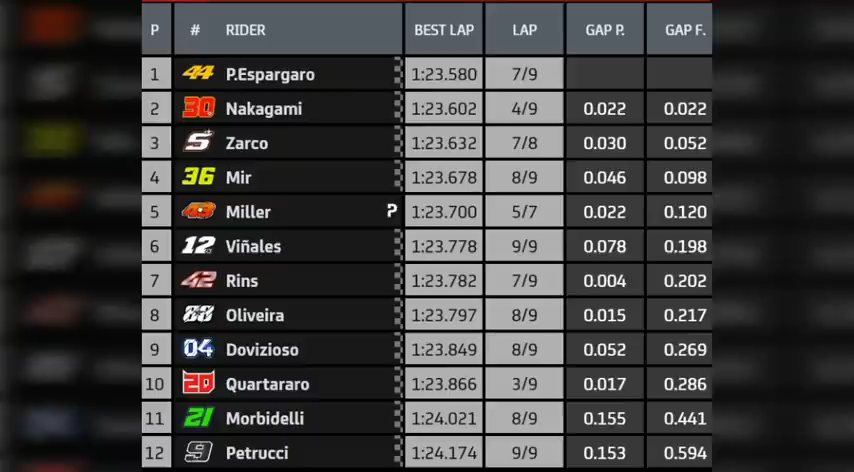 P # RIDER BEST LAP LAP GAP P. GAP F.
1 44 P.Espargaro 1:23.580 7/9
2 30 Nakagami 1:23.602 4/9 0.022 0.022
3 5 Zarco 1:23.632 7/8 0.030 0.052
4 36 Mir 1:23.678 8/9 0.046 0.098
5 43 Miller P 1:23.700 5/7 0.022 0.120
6 12 Viñales 1:23.778 9/9 0.078 0.198
7 42 Rins 1:23.782 7/9 0.004 0.202
8 88 Oliveira 1:23.797 8/9 0.015 0.217
9 04 Dovizioso 1:23.849 8/9 0.052 0.269
10 20 Quartararo 1:23.866 3/9 0.017 0.286
11 21 Morbidelli 1:24.021 8/9 0.155 0.441
12 9 Petrucci 1:24.174 9/9 0.153 0.594